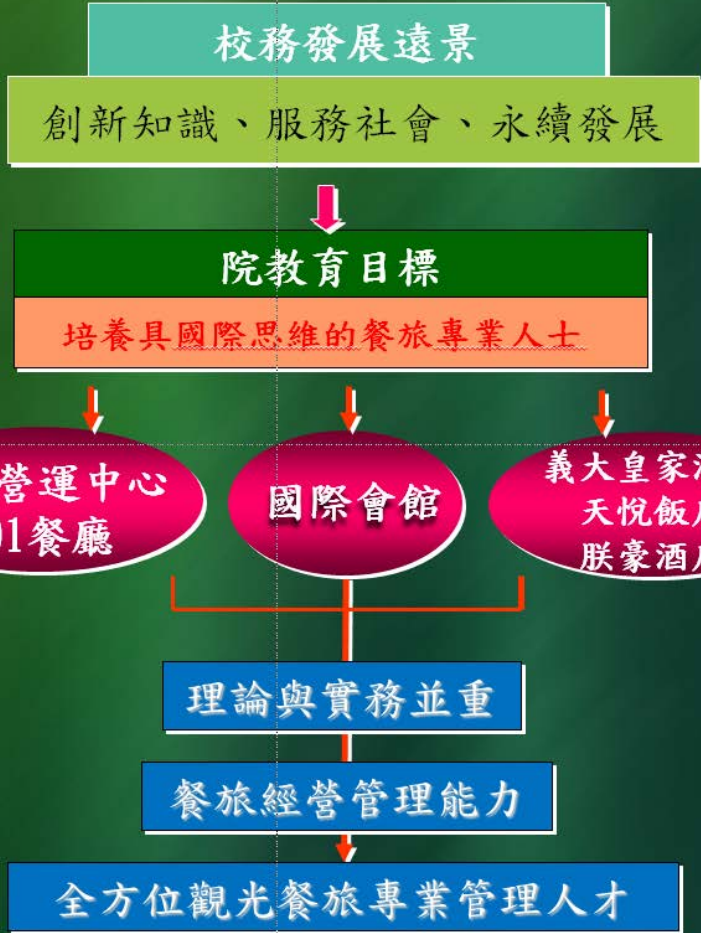 校務發展遠景
創新知識、服務社會、永續發展
院教育目標
培養具國際思維的餐旅專業人士
營運中心
01餐廳
國際會館
義大皇家
天悅飯
朕豪酒
理論與實務並重
餐旅經營管理能力
全方位觀光餐旅專業管理人才